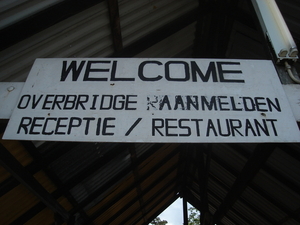 WELCOME
OVERBRIDGE AANMELDEN
RECEPTIE / RESTAURANT